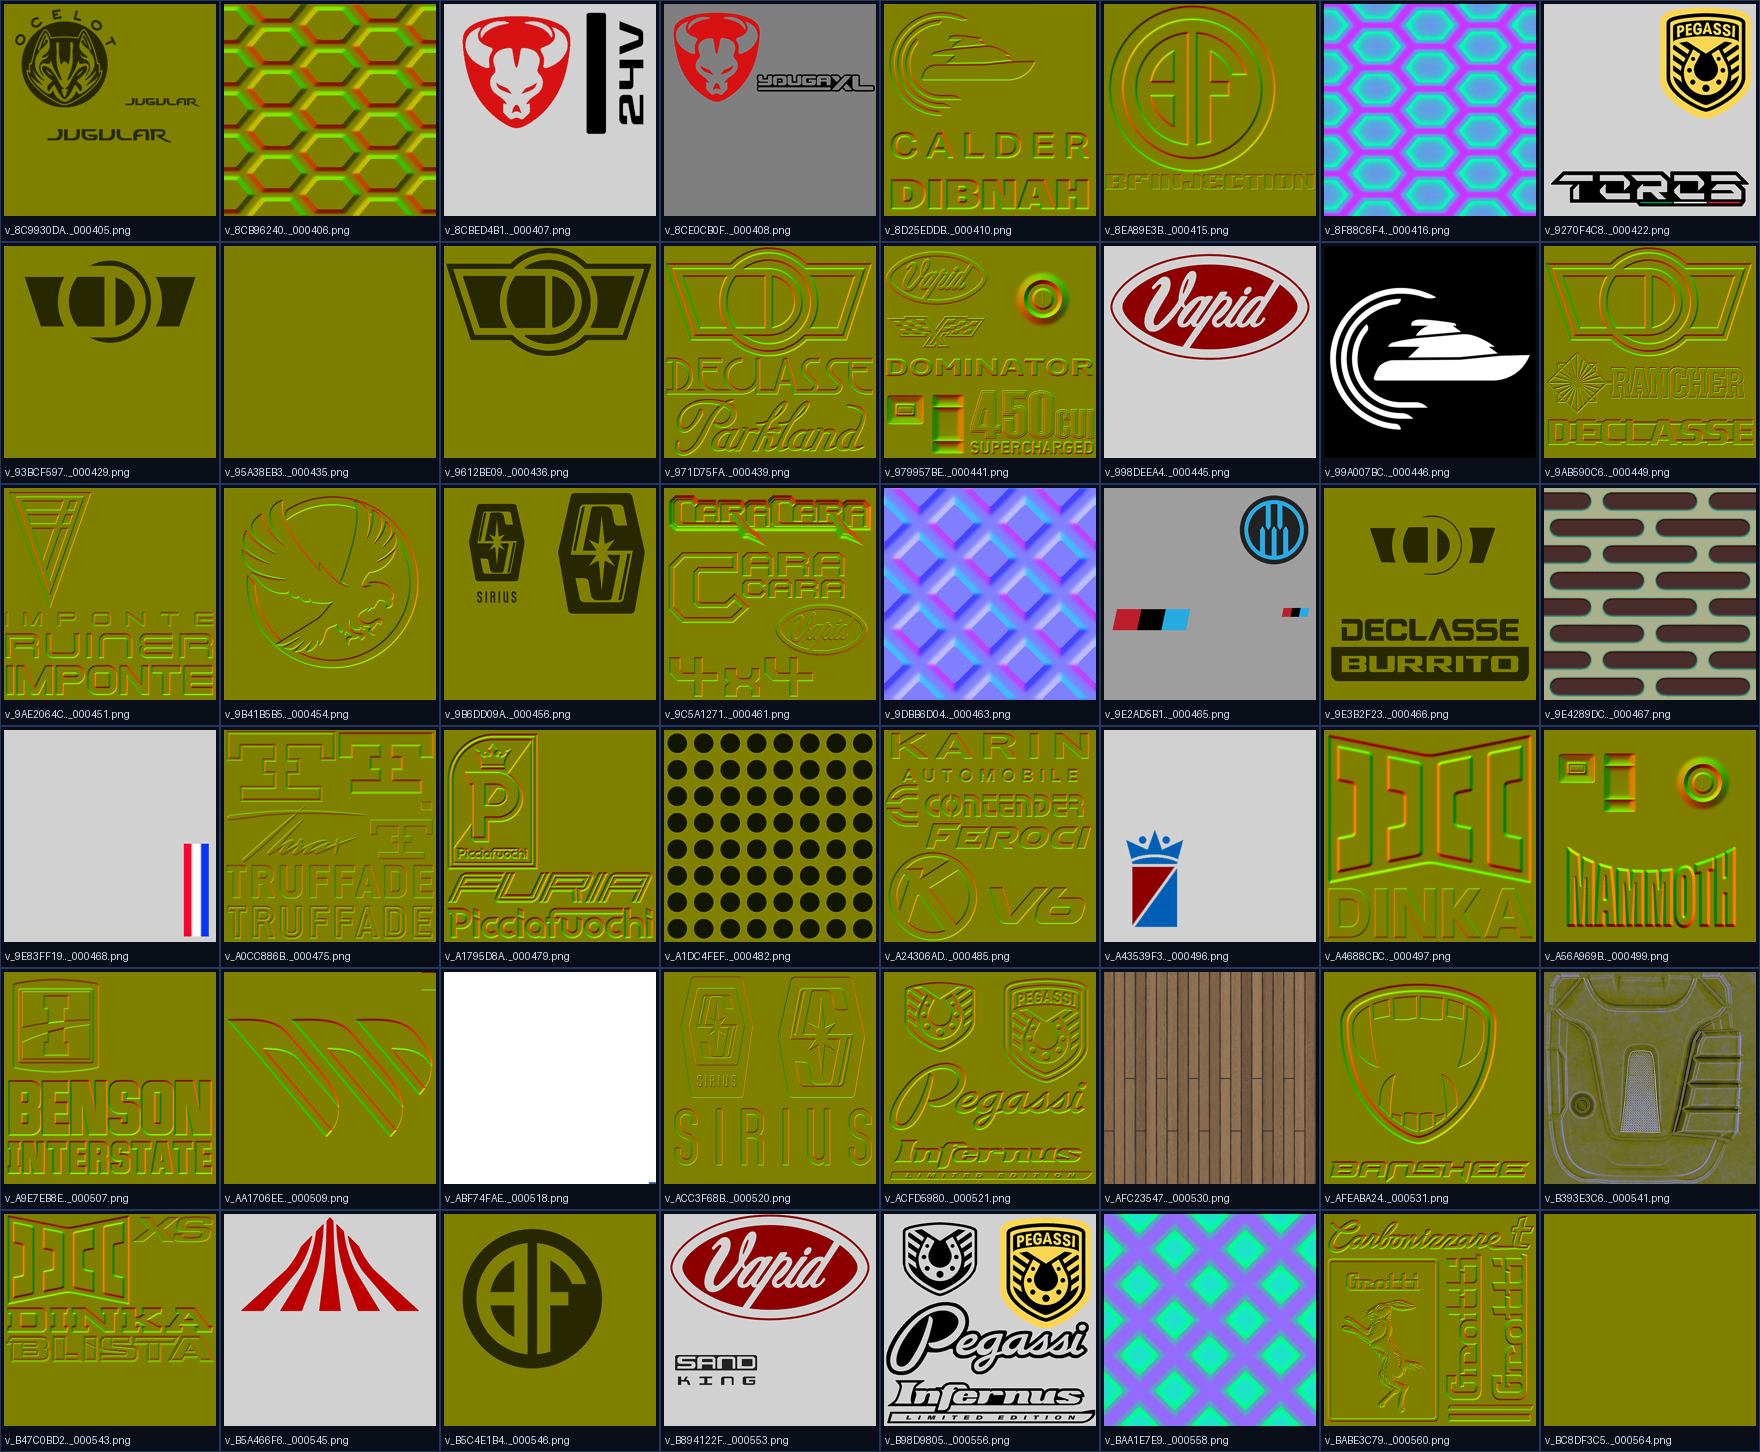 OCELOT
JUGULAR
JUGULAR
24V
YOUGA XL
CALDER
DIBNAH
BF INJECTION
PEGASSI
TOROS
v_8C9930DA.._000405.png
v_8CB96240.._000406.png
v_8CBED4B1.._000407.png
v_8CE0CB0F.._000408.png
v_8D25EDDB.._000410.png
v_8EA89E3B.._000415.png
v_8F88C6F4.._000416.png
v_9270F4C8.._000422.png
DECLASSE
Parkland
Vapid
DOMINATOR
450CUI
SUPERCHARGED
Vapid
RANCHER
DECLASSE
v_93BCF597.._000429.png
v_95A38EB3.._000435.png
v_9612BE09.._000436.png
v_971D75FA.._000439.png
v_979957BE.._000441.png
v_998DEEA4.._000445.png
v_99A007BC.._000446.png
v_9AB590C6.._000449.png
IMPONTE
RUINER
IMPONTE
SIRIUS
CARACARA
CARA
CARA
Vapid
4x4
DECLASSE
BURRITO
v_9AE2064C.._000451.png
v_9B41B5B5.._000454.png
v_9B6DD09A.._000456.png
v_9C5A1271.._000461.png
v_9DBB6D04.._000463.png
v_9E2AD5B1.._000465.png
v_9E3B2F23.._000466.png
v_9E4289DC.._000467.png
Thrax
TRUFFADE
TRUFFADE
P
Picciafuochi
FURIA
Picciafuochi
KARIN
AUTOMOBILE
CONTENDER
FEROCI
K V6
DINKA
MAMMOTH
v_9E83FF19.._000468.png
v_A0CC886B.._000475.png
v_A1795D8A.._000479.png
v_A1DC4FEF.._000482.png
v_A24306AD.._000485.png
v_A43539F3.._000496.png
v_A4688CBC.._000497.png
v_A56A969B.._000499.png
BENSON
INTERSTATE
SIRIUS
SIRIUS
PEGASSI
Pegassi
Infernus
LIMITED EDITION
BANSHEE
v_A9E7EB8E.._000507.png
v_AA1706EE.._000509.png
v_ABF74FAE.._000518.png
v_ACC3F68B.._000520.png
v_ACFD5980.._000521.png
v_AFC23547.._000530.png
v_AFEABA24.._000531.png
v_B393E3C6.._000541.png
XS
DINKA
BLISTA
BF
Vapid
SAND
KING
PEGASSI
Pegassi
Infernus
LIMITED EDITION
Carbonizzare t
Grotti
GROTTI
GROTTI
v_B47C0BD2.._000543.png
v_B5A466F6.._000545.png
v_B5C4E1B4.._000546.png
v_B894122F.._000553.png
v_B98D9805.._000556.png
v_BAA1E7E9.._000558.png
v_BABE3C79.._000560.png
v_BC8DF3C5.._000564.png